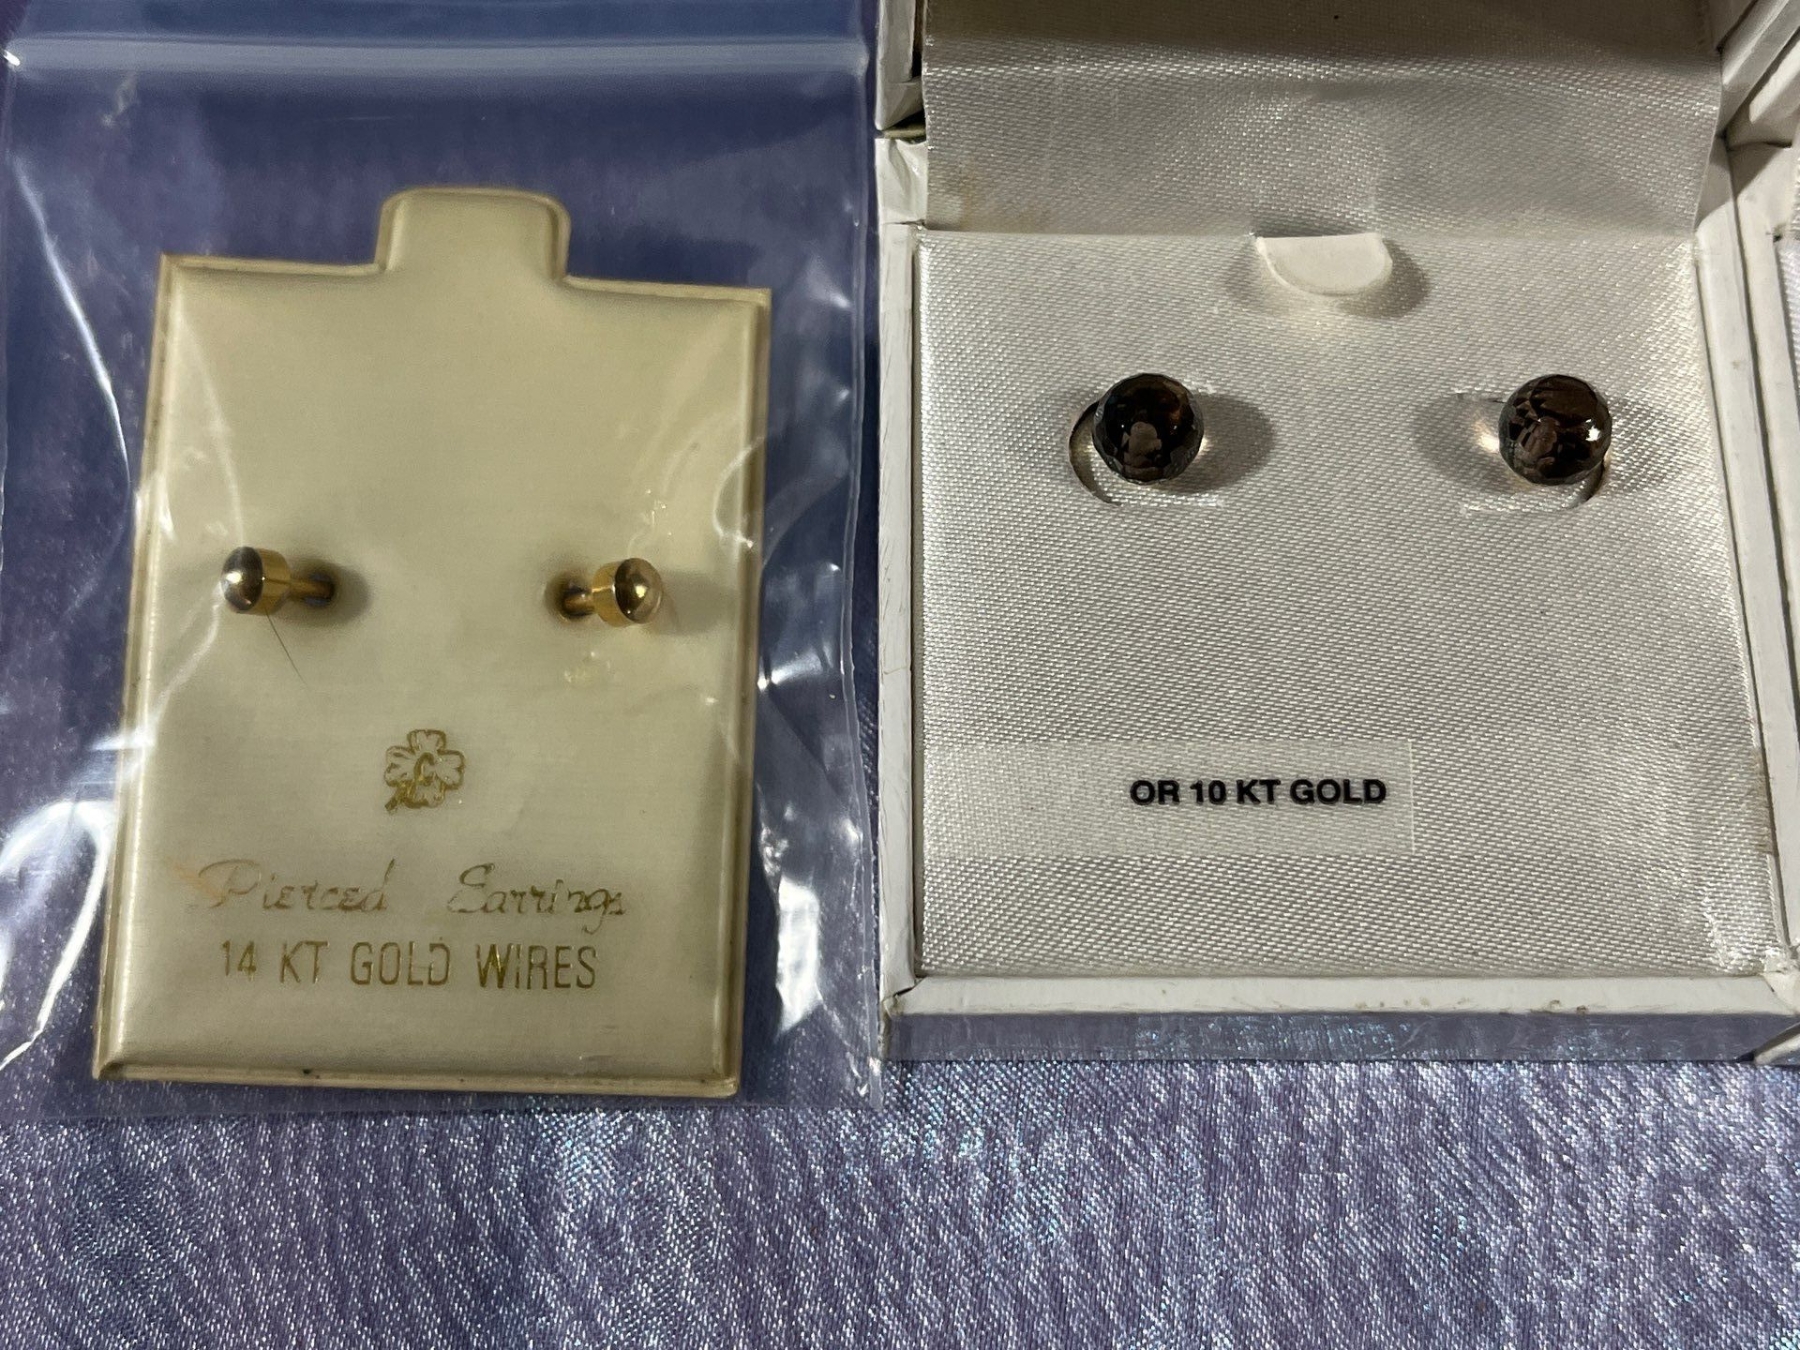 C
Pierced Earrings
14 KT GOLD WIRES
OR 10 KT GOLD